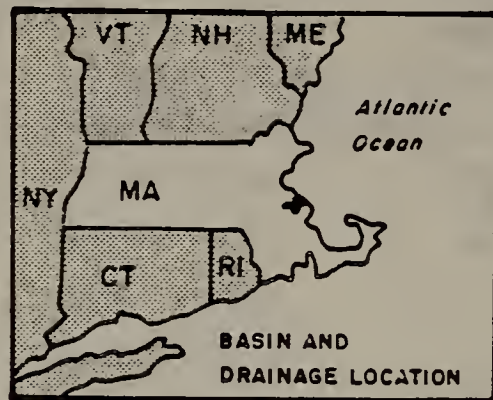 VT NH ME
Atlantic
Ocean
NY MA
CT RI
BASIN AND
DRAINAGE LOCATION